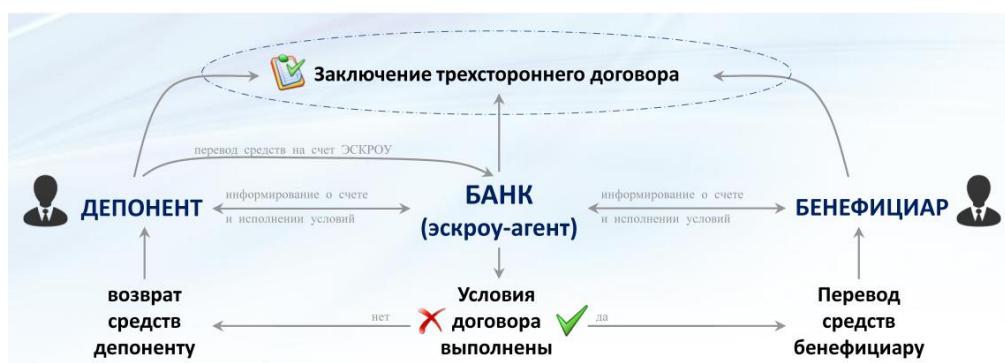 Заключение трехстороннего договора
перевод средств на счет ЭСКРОУ
ДЕПОНЕНТ
информирование о счете
и исполнении условий
БАНК
(эскроу-агент)
информирование о счете
и исполнении условий
БЕНЕФИЦИАР
возврат
средств
депоненту
нет
Условия
договора
выполнены
да
Перевод
средств
бенефициару